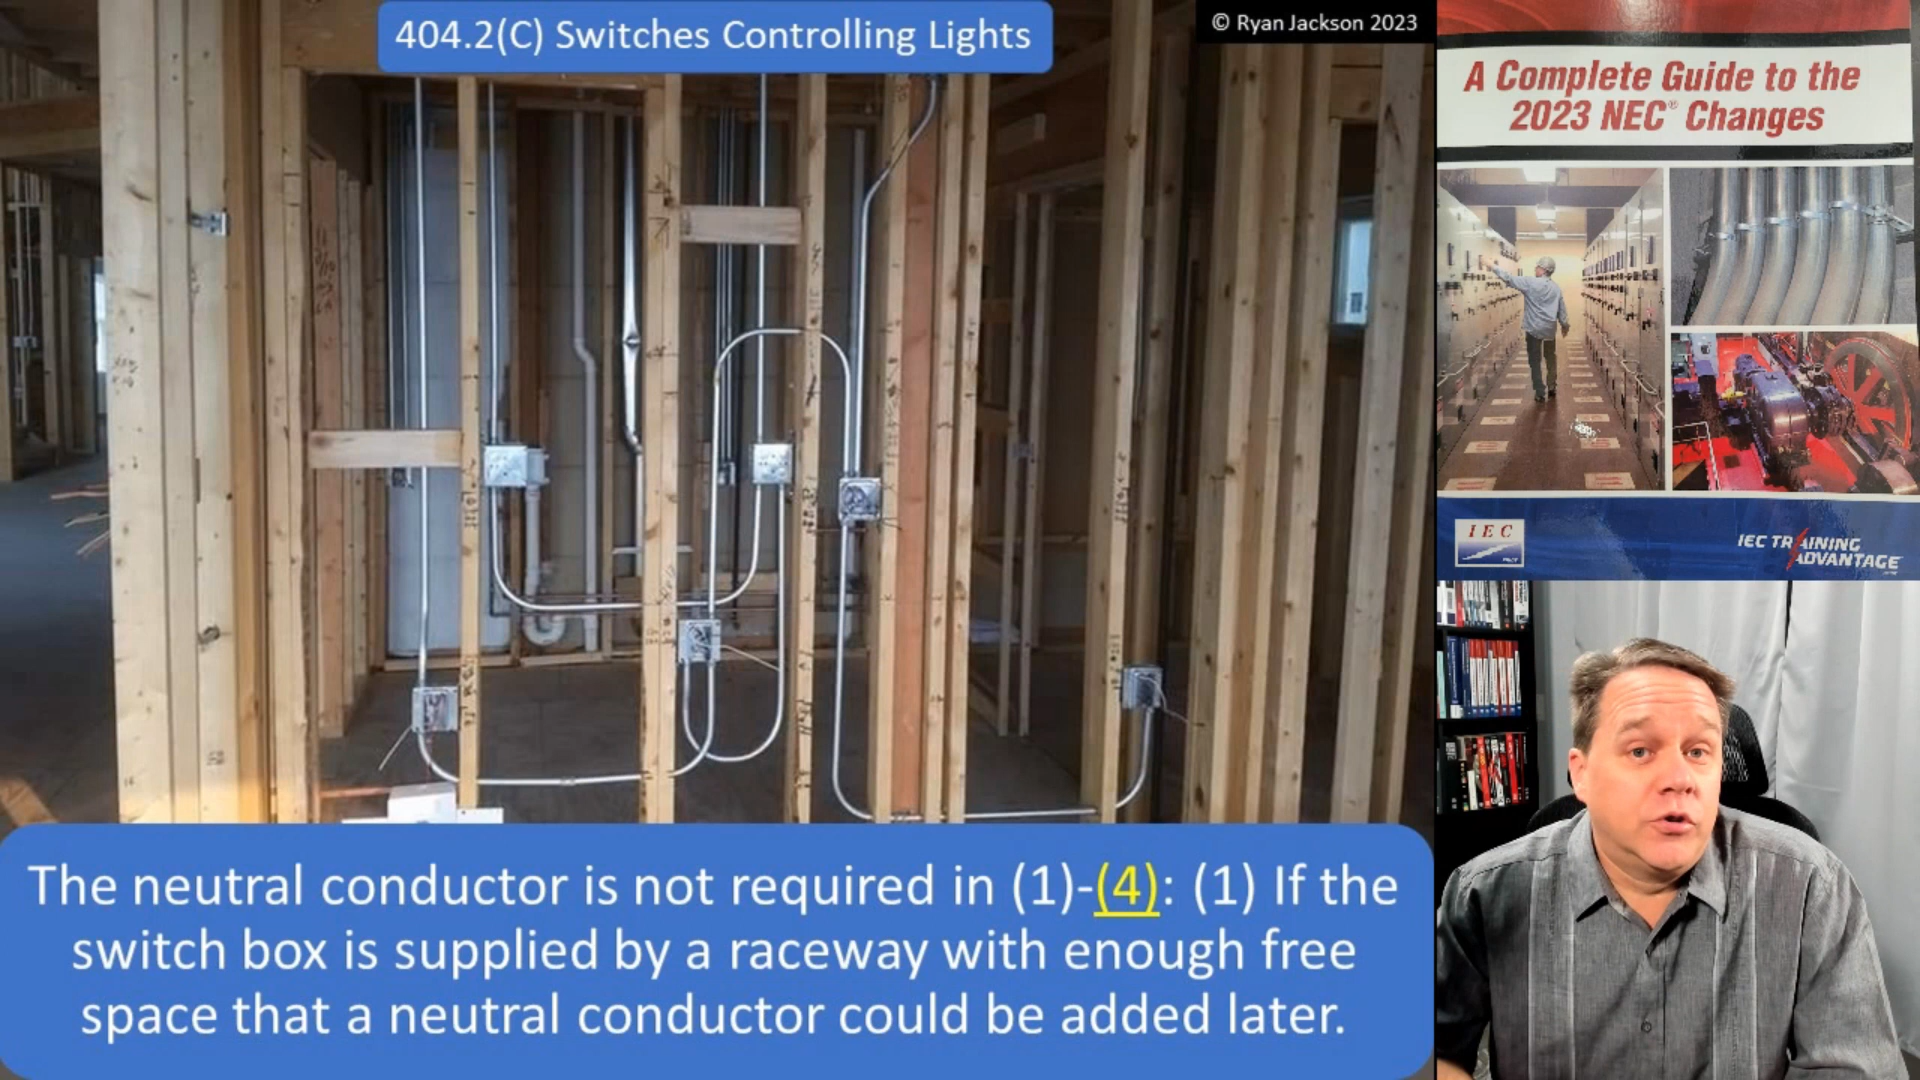 404.2(C) Switches Controlling Lights
© Ryan Jackson 2023
A Complete Guide to the
2023 NEC® Changes
IEC
IEC TRAINING
ADVANTAGE
The neutral conductor is not required in (1)-(4): (1) If the
switch box is supplied by a raceway with enough free
space that a neutral conductor could be added later.